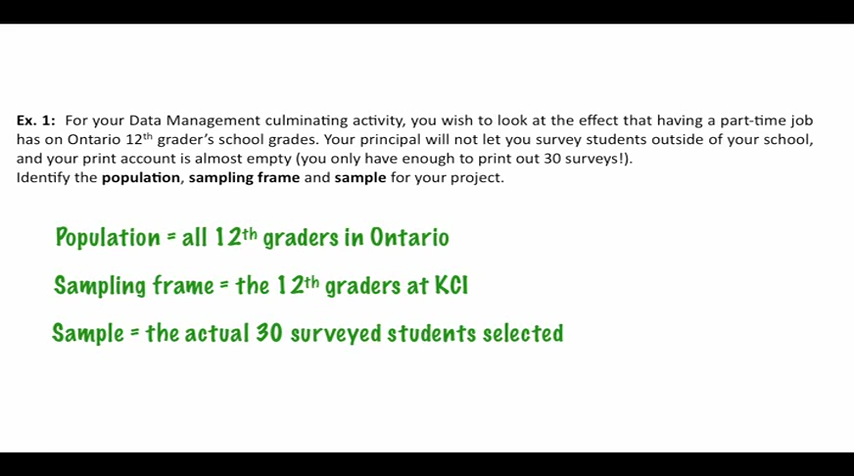 Ex. 1: For your Data Management culminating activity, you wish to look at the effect that having a part-time job
has on Ontario 12th grader's school grades. Your principal will not let you survey students outside of your school,
and your print account is almost empty (you only have enough to print out 30 surveys!).
Identify the population, sampling frame and sample for your project.
Population = all 12th graders in Ontario
Sampling frame = the 12th graders at KCI
Sample = the actual 30 surveyed students selected